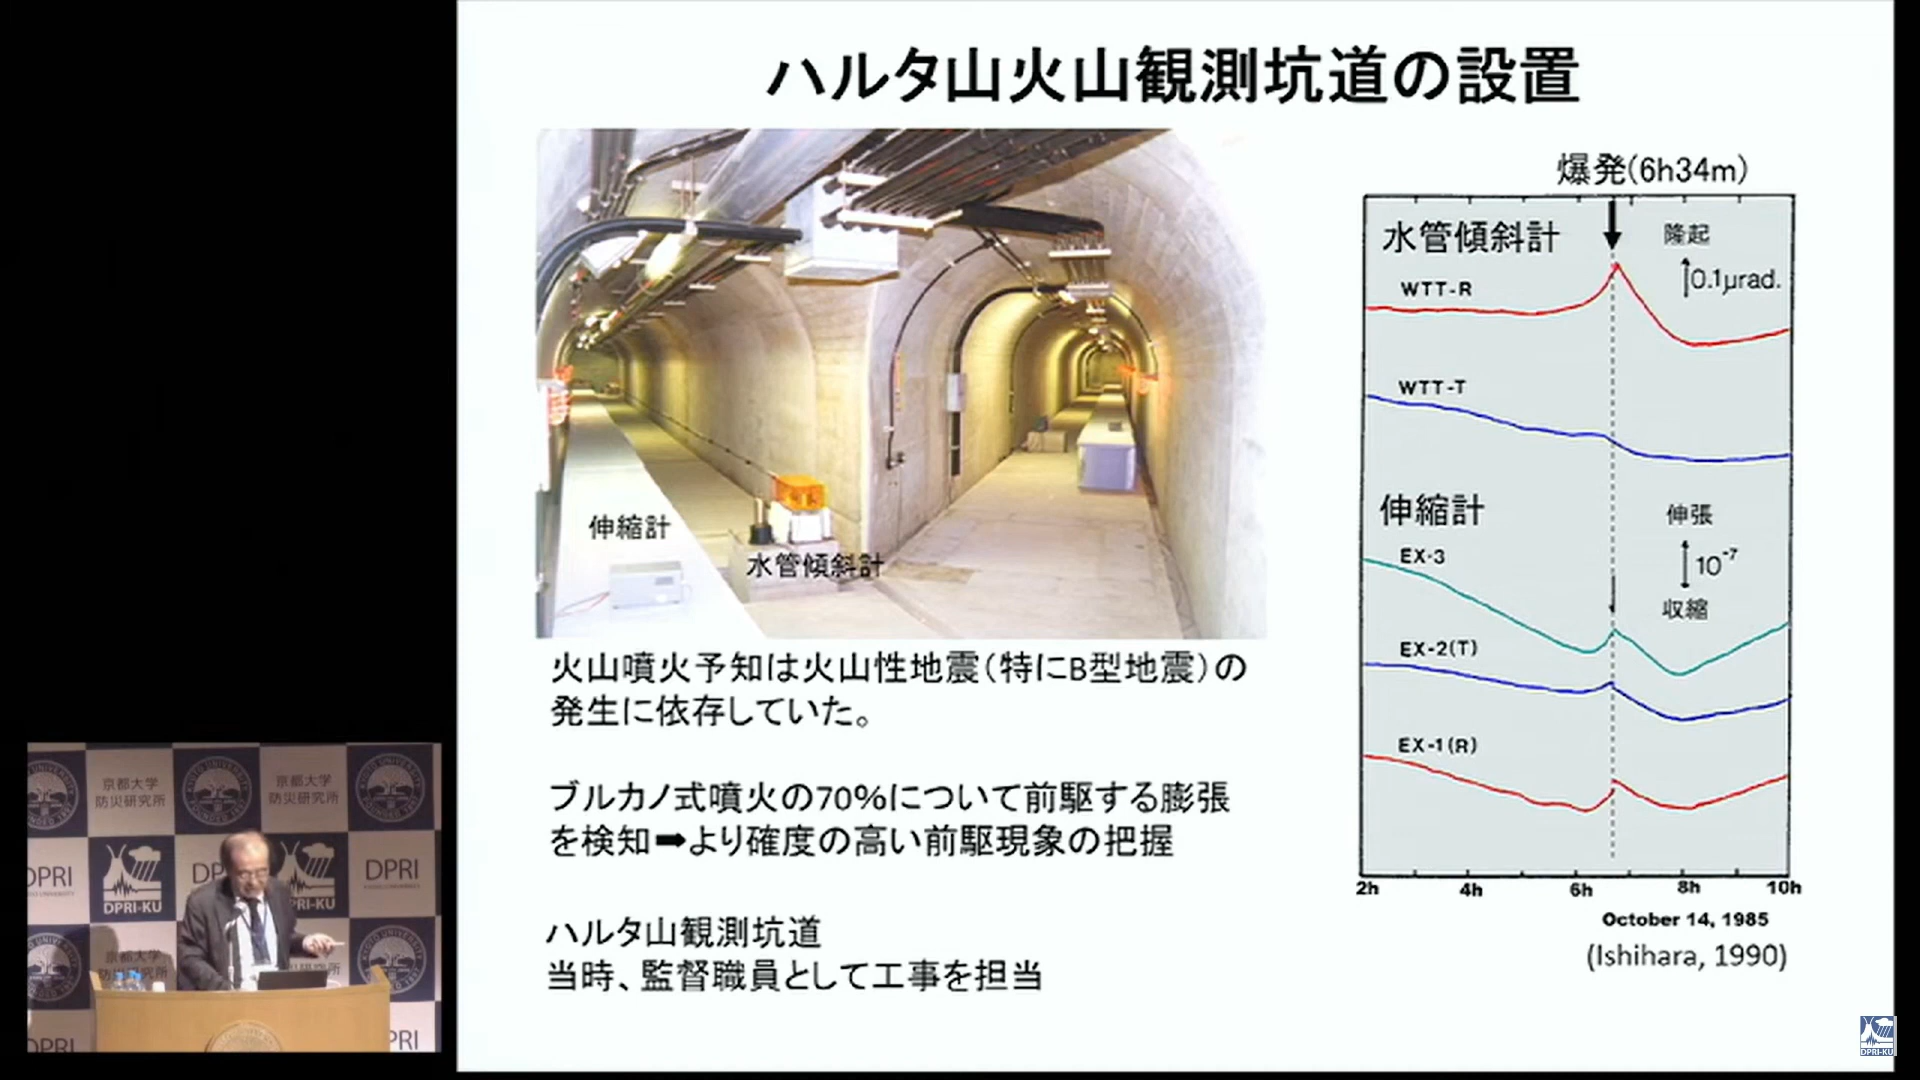 ハルタ山火山観測坑道の設置
伸縮計
水管傾斜計
爆発(6h34m)
水管傾斜計
隆起
0.1μrad.
WTT-R
WTT-T
伸縮計
伸張
10⁻⁷
収縮
EX-3
EX-2(T)
EX-1(R)
2h 4h 6h 8h 10h
October 14, 1985
(Ishihara, 1990)
火山噴火予知は火山性地震(特にB型地震)の
発生に依存していた。
ブルカノ式噴火の70%について前駆する膨張
を検知➡より確度の高い前駆現象の把握
ハルタ山観測坑道
当時、監督職員として工事を担当
京都大学
防災研究所
京都大学
防災研究所
DPRI
DPRI-KU
DPRI
DPRI-KU